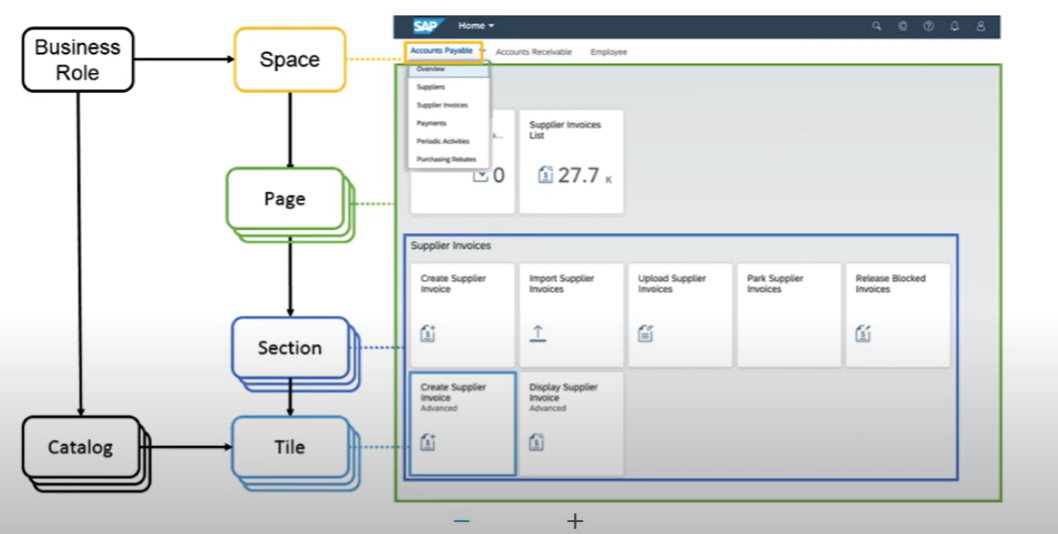 Business
Role
Space
Page
Section
Catalog
Tile
SAP
Home
Accounts Payable
Accounts Receivable
Employee
Overview
Suppliers
Supplier Invoices
Payments
Periodic Activities
Purchasing Rebates
0
Supplier Invoices
List
27.7 K
Supplier Invoices
Create Supplier
Invoice
Import Supplier
Invoices
Upload Supplier
Invoices
Park Supplier
Invoices
Release Blocked
Invoices
Create Supplier
Invoice
Advanced
Display Supplier
Invoice
Advanced